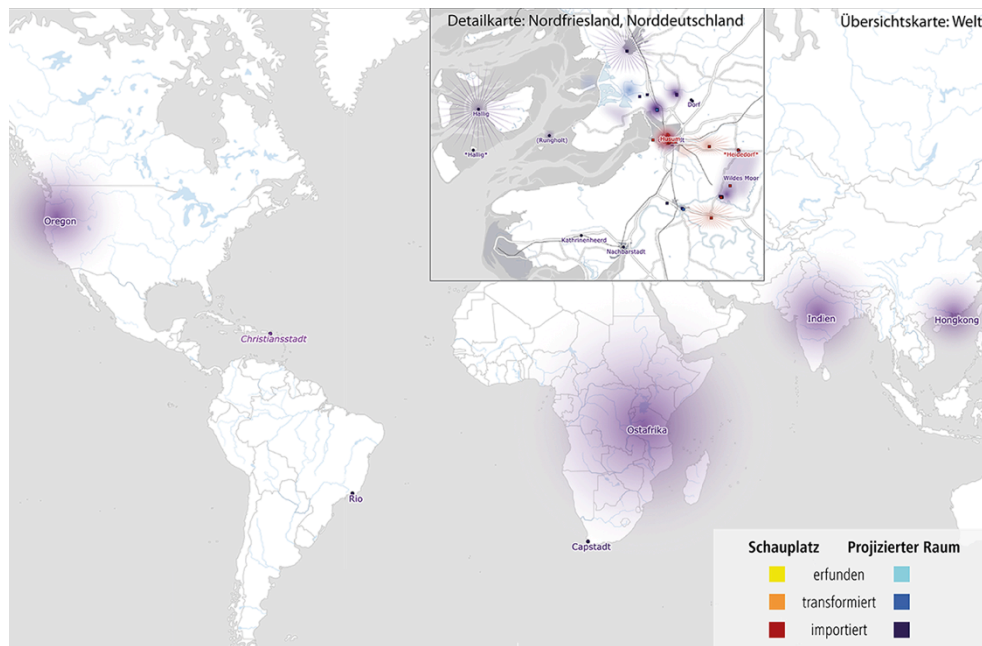 Detailkarte: Nordfriesland, Norddeutschland
Übersichtskarte: Welt
Hallig
"Hallig"
(Rungholt)
Dorf
"Heidedorf"
Wildes Moor
Kathrinenheerd
Nachbarstadt
Oregon
Christiansstadt
Indien
Hongkong
Ostafrika
Rio
Capstadt
Schauplatz Projizierter Raum
erfunden
transformiert
importiert